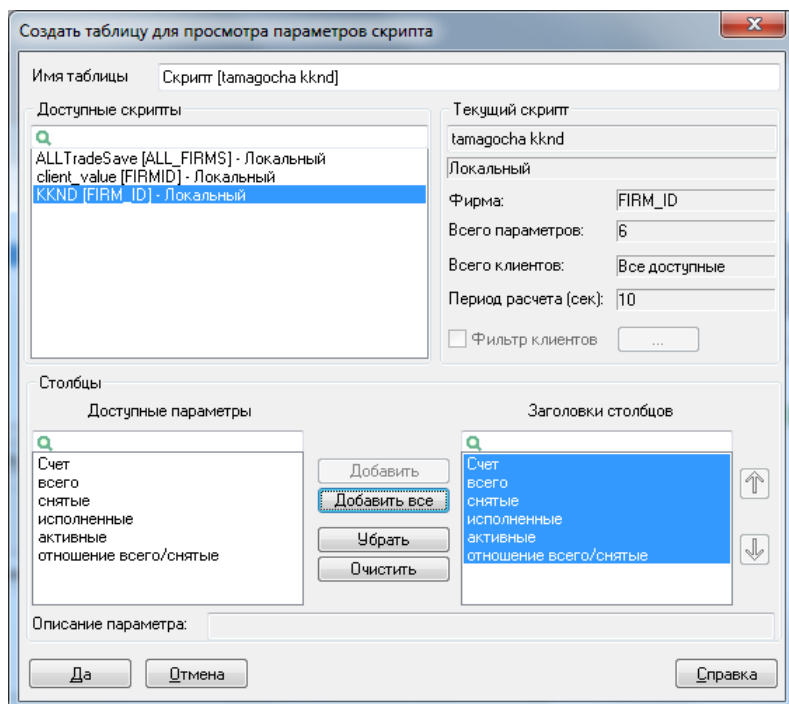 Создать таблицу для просмотра параметров скрипта
Имя таблицы
Скрипт [tamagocha kknd]
Доступные скрипты
ALLTradeSave [ALL_FIRMS] - Локальный
client_value [FIRMID] - Локальный
KKND [FIRM_ID] - Локальный
Текущий скрипт
tamagocha kknd
Локальный
Фирма: FIRM_ID
Всего параметров: 6
Всего клиентов: Все доступные
Период расчета (сек): 10
Фильтр клиентов ...
Столбцы
Доступные параметры
Счет
всего
снятые
исполненные
активные
отношение всего/снятые
Добавить
Добавить все
Убрать
Очистить
Заголовки столбцов
Счет
всего
снятые
исполненные
активные
отношение всего/снятые
Описание параметра:
Да
Отмена
Справка